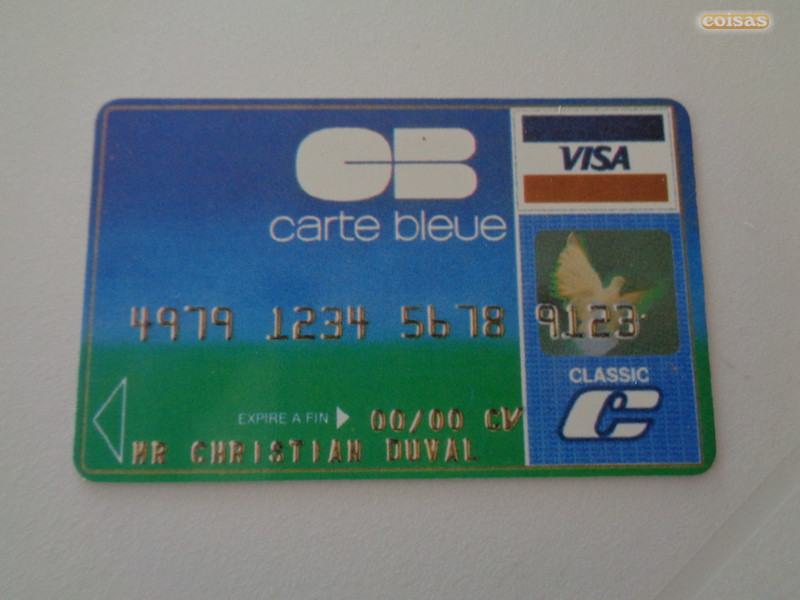 coisas
CB
VISA
carte bleue
4979 1234 5678 9123
CLASSIC
EXPIRE A FIN 00/00 CV
MR CHRISTIAN DUVAL